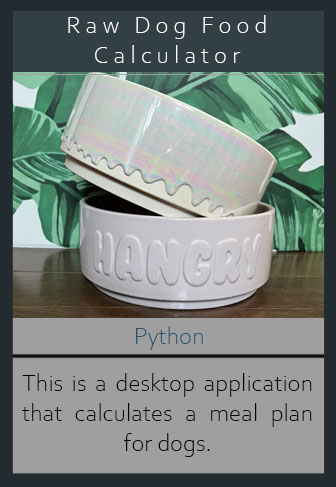 Raw Dog Food
Calculator
HANGRY
Python
This is a desktop application
that calculates a meal plan
for dogs.